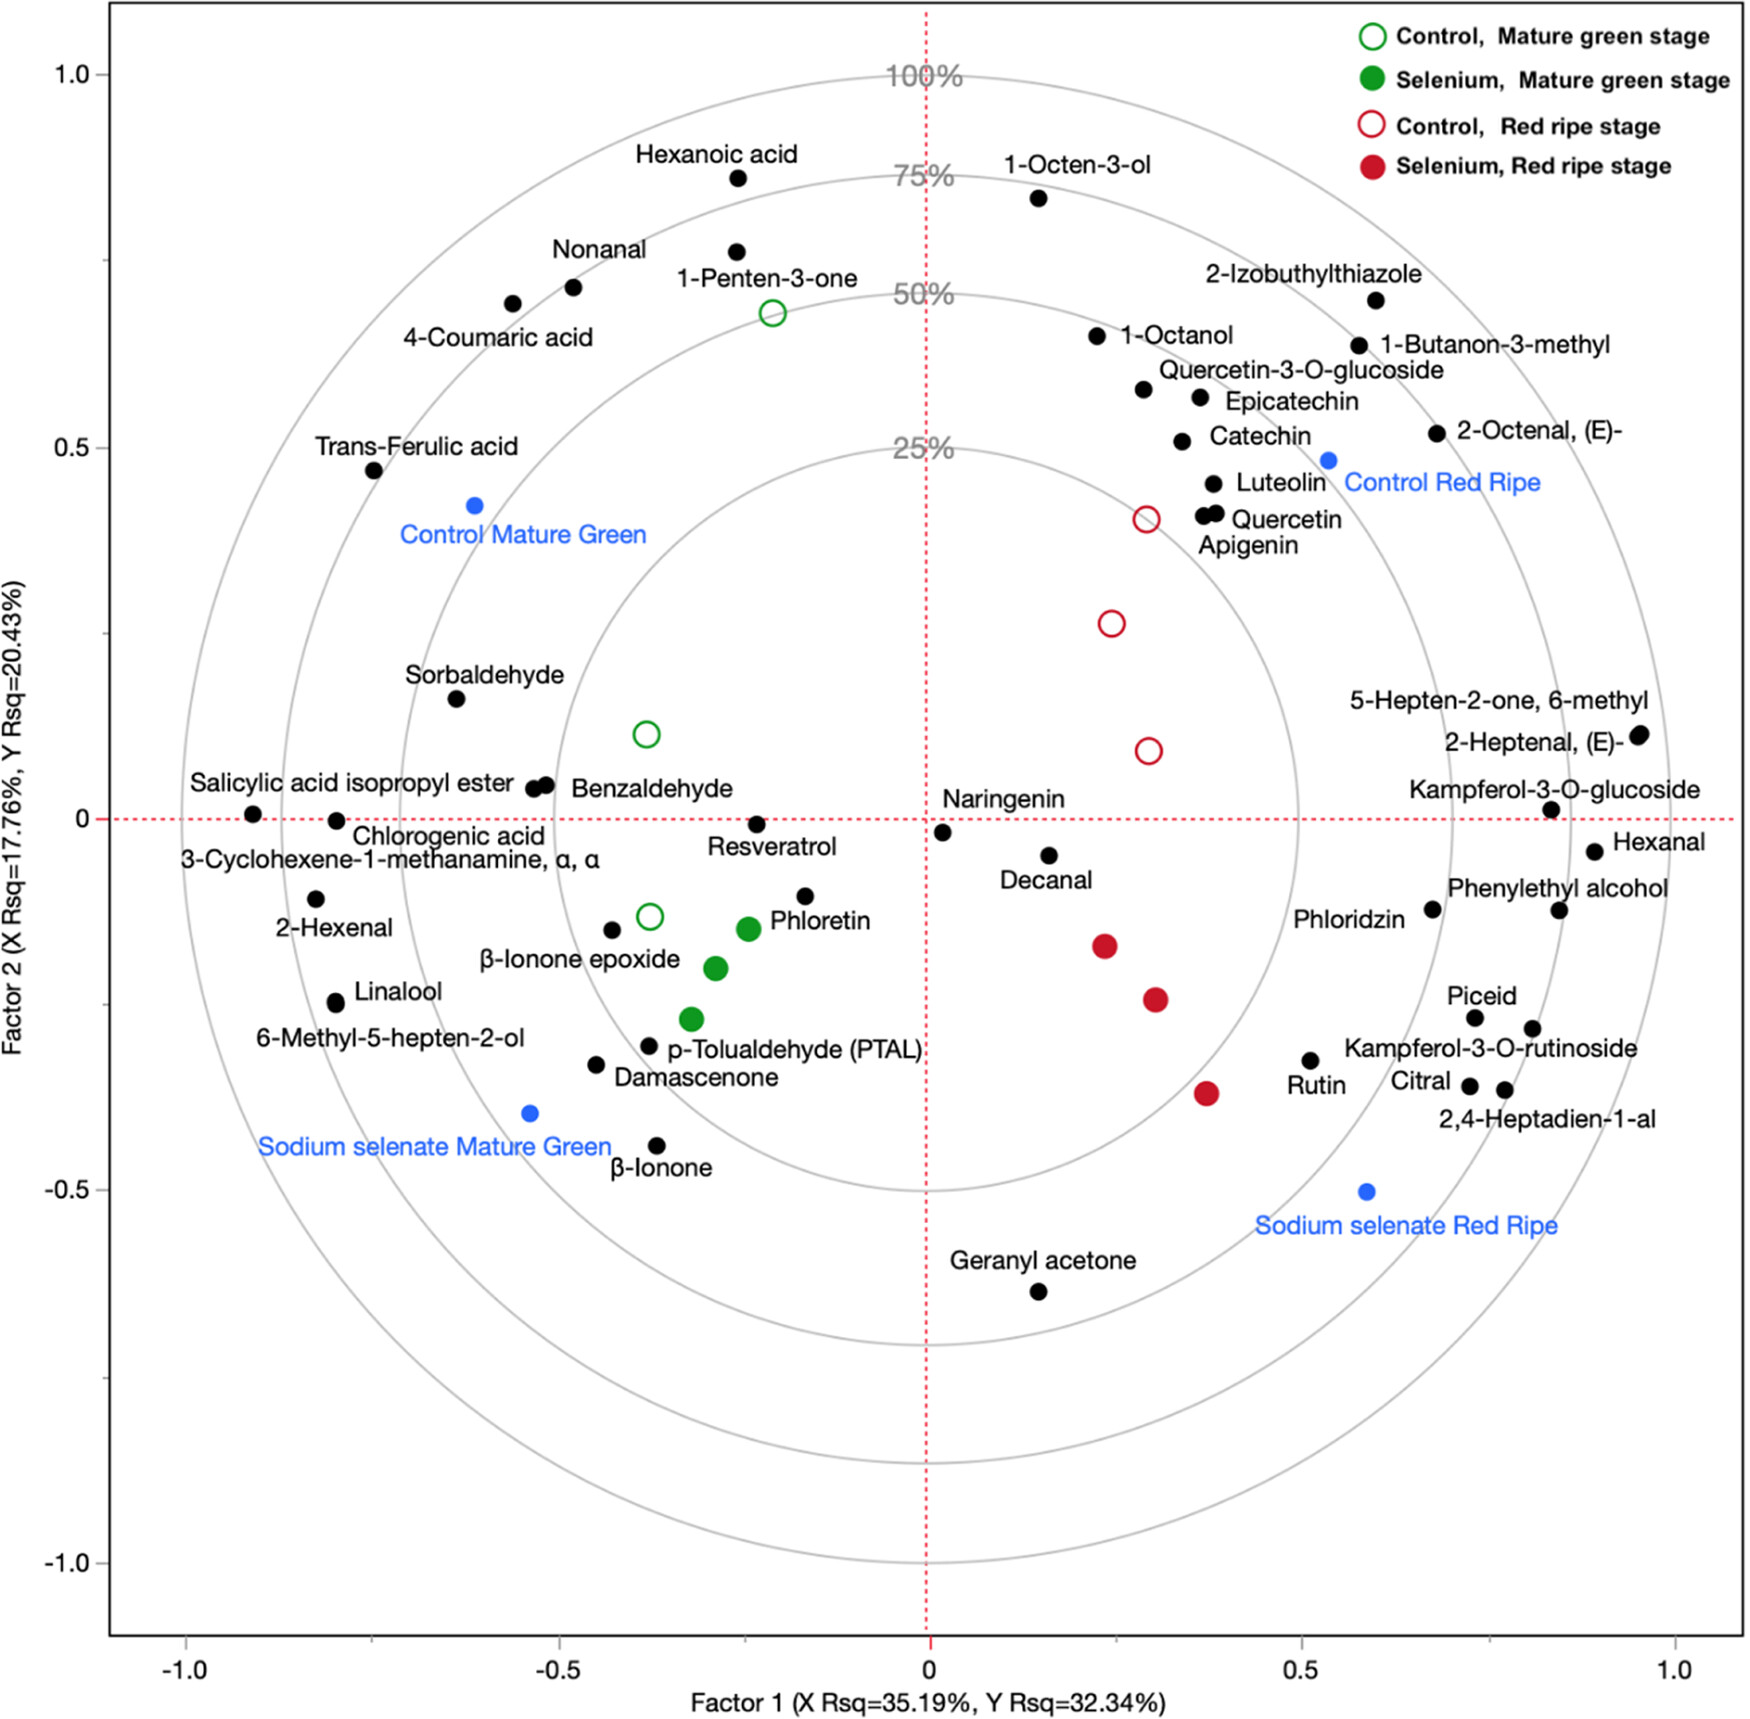 Control, Mature green stage
Selenium, Mature green stage
Control, Red ripe stage
Selenium, Red ripe stage
1.0
100%
Hexanoic acid
1-Octen-3-ol
75%
Nonanal
1-Penten-3-one
2-Izobuthylthiazole
50%
4-Coumaric acid
1-Octanol
1-Butanon-3-methyl
Quercetin-3-O-glucoside
Epicatechin
0.5
Trans-Ferulic acid
25%
Catechin
2-Octenal, (E)-
Luteolin
Control Red Ripe
Control Mature Green
Quercetin
Apigenin
Sorbaldehyde
5-Hepten-2-one, 6-methyl
2-Heptenal, (E)-
Salicylic acid isopropyl ester
Benzaldehyde
Naringenin
Kampferol-3-O-glucoside
0
Chlorogenic acid
Resveratrol
Hexanal
3-Cyclohexene-1-methanamine, α, α
Decanal
Phenylethyl alcohol
2-Hexenal
Phloretin
Phloridzin
β-Ionone epoxide
Linalool
Piceid
6-Methyl-5-hepten-2-ol
p-Tolualdehyde (PTAL)
Kampferol-3-O-rutinoside
Damascenone
Rutin
Citral
2,4-Heptadien-1-al
Sodium selenate Mature Green
β-Ionone
-0.5
Sodium selenate Red Ripe
Geranyl acetone
-1.0
Factor 2 (X Rsq=17.76%, Y Rsq=20.43%)
-1.0
-0.5
0
0.5
1.0
Factor 1 (X Rsq=35.19%, Y Rsq=32.34%)